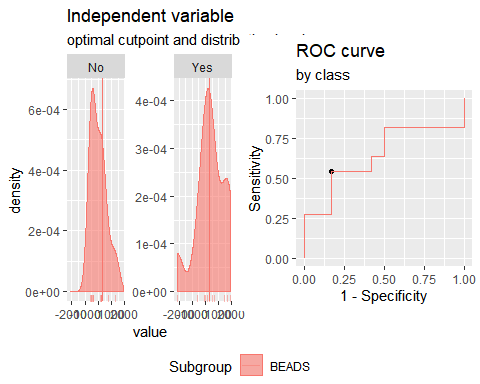 Independent variable
optimal cutpoint and distrib
No
Yes
6e-04
4e-04
2e-04
0e+00
4e-04
3e-04
2e-04
1e-04
0e+00
density
value
ROC curve
by class
1.00
0.75
0.50
0.25
0.00
Sensitivity
0.00 0.25 0.50 0.75 1.00
1 - Specificity
Subgroup BEADS